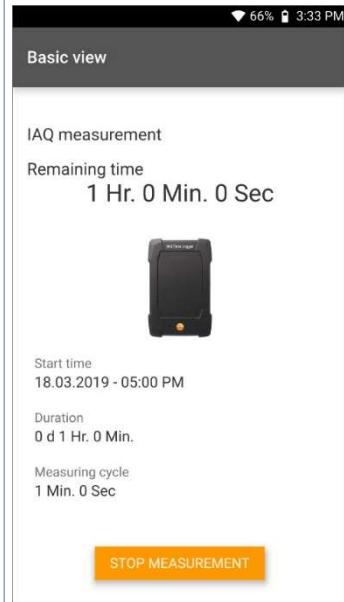 66% 3:33 PM
Basic view
IAQ measurement
Remaining time
1 Hr. 0 Min. 0 Sec
Start time
18.03.2019 - 05:00 PM
Duration
0 d 1 Hr. 0 Min.
Measuring cycle
1 Min. 0 Sec
STOP MEASUREMENT